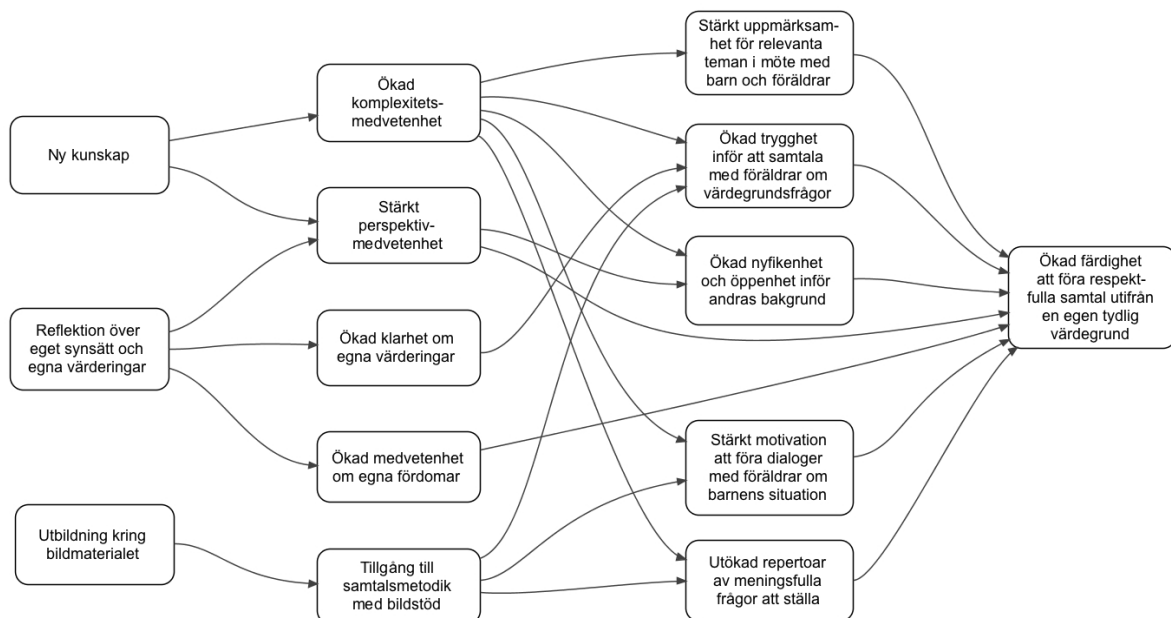 Ny kunskap
Reflektion över
eget synsätt och
egna värderingar
Utbildning kring
bildmaterialet
Ökad
komplexitets-
medvetenhet
Stärkt
perspektiv-
medvetenhet
Ökad klarhet om
egna värderingar
Ökad medvetenhet
om egna fördomar
Tillgång till
samtalsmetodik
med bildstöd
Stärkt uppmärksam-
het för relevanta
teman i möte med
barn och föräldrar
Ökad trygghet
inför att samtala
med föräldrar om
värdegrundsfrågor
Ökad nyfikenhet
och öppenhet inför
andras bakgrund
Stärkt motivation
att föra dialoger
med föräldrar om
barnens situation
Utökad repertoar
av meningsfulla
frågor att ställa
Ökad färdighet
att föra respekt-
fulla samtal utifrån
en egen tydlig
värdegrund